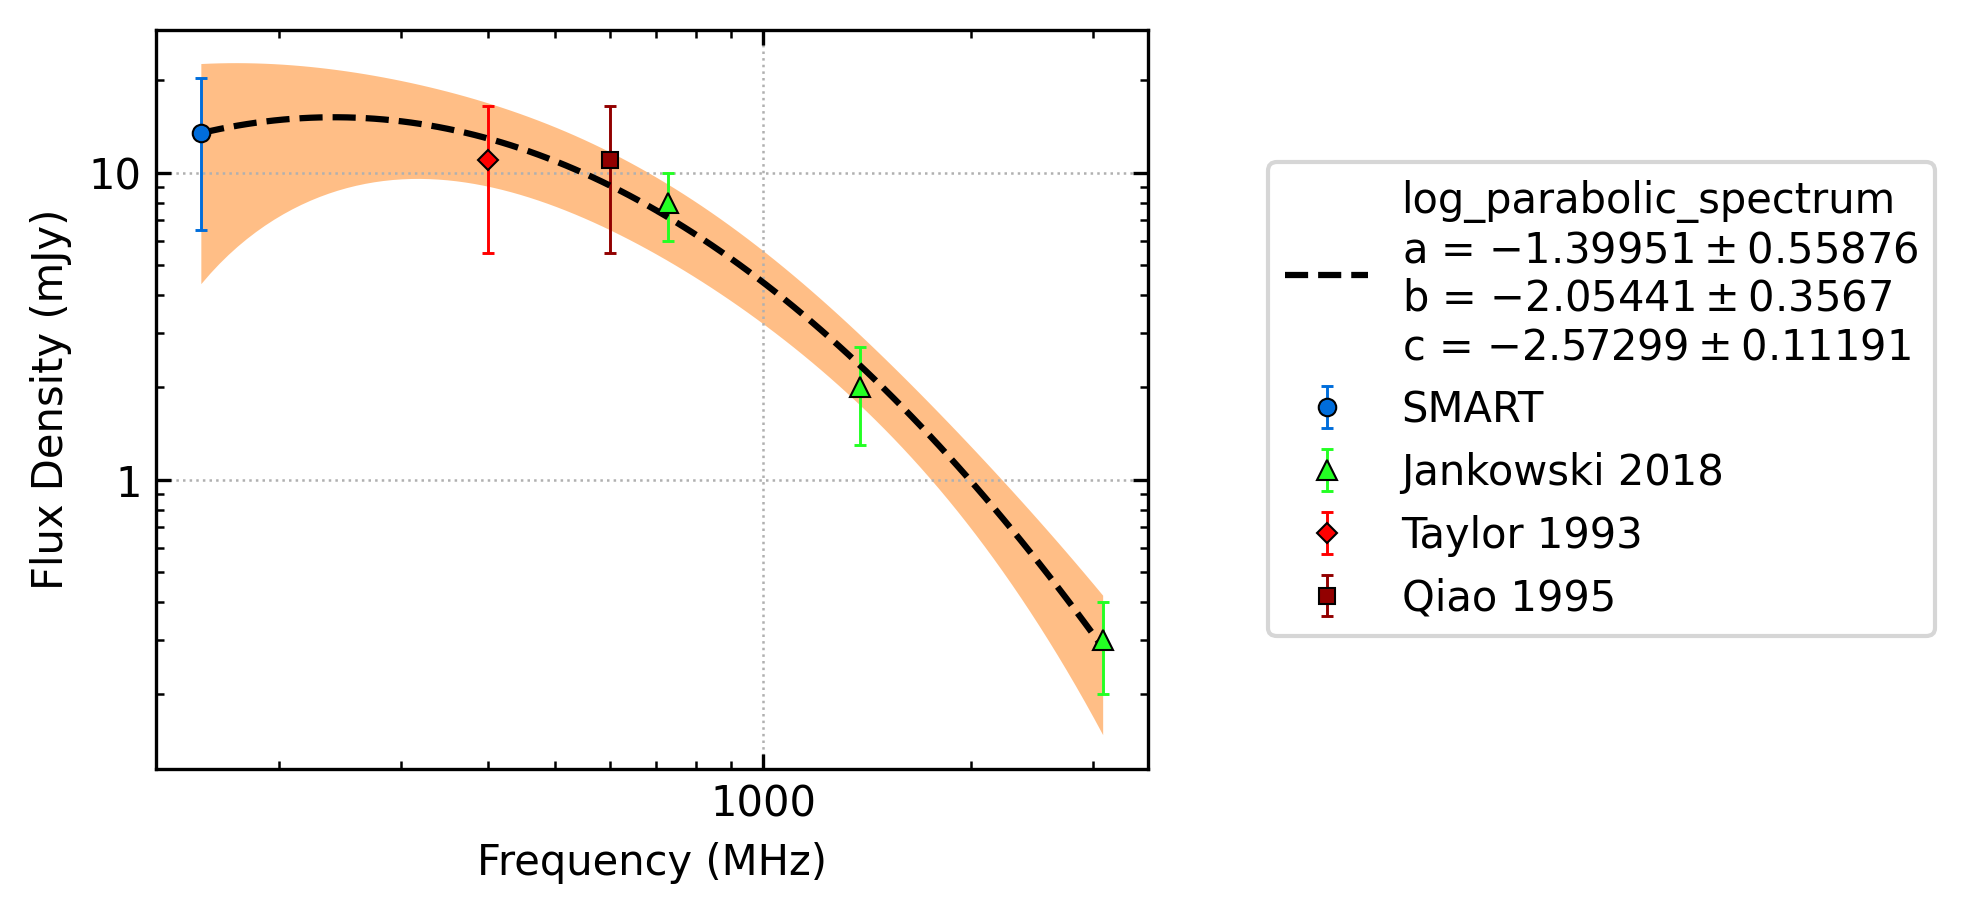 10
1
Flux Density (mJy)
1000
Frequency (MHz)
log_parabolic_spectrum
a = −1.39951 ± 0.55876
b = −2.05441 ± 0.3567
c = −2.57299 ± 0.11191
SMART
Jankowski 2018
Taylor 1993
Qiao 1995